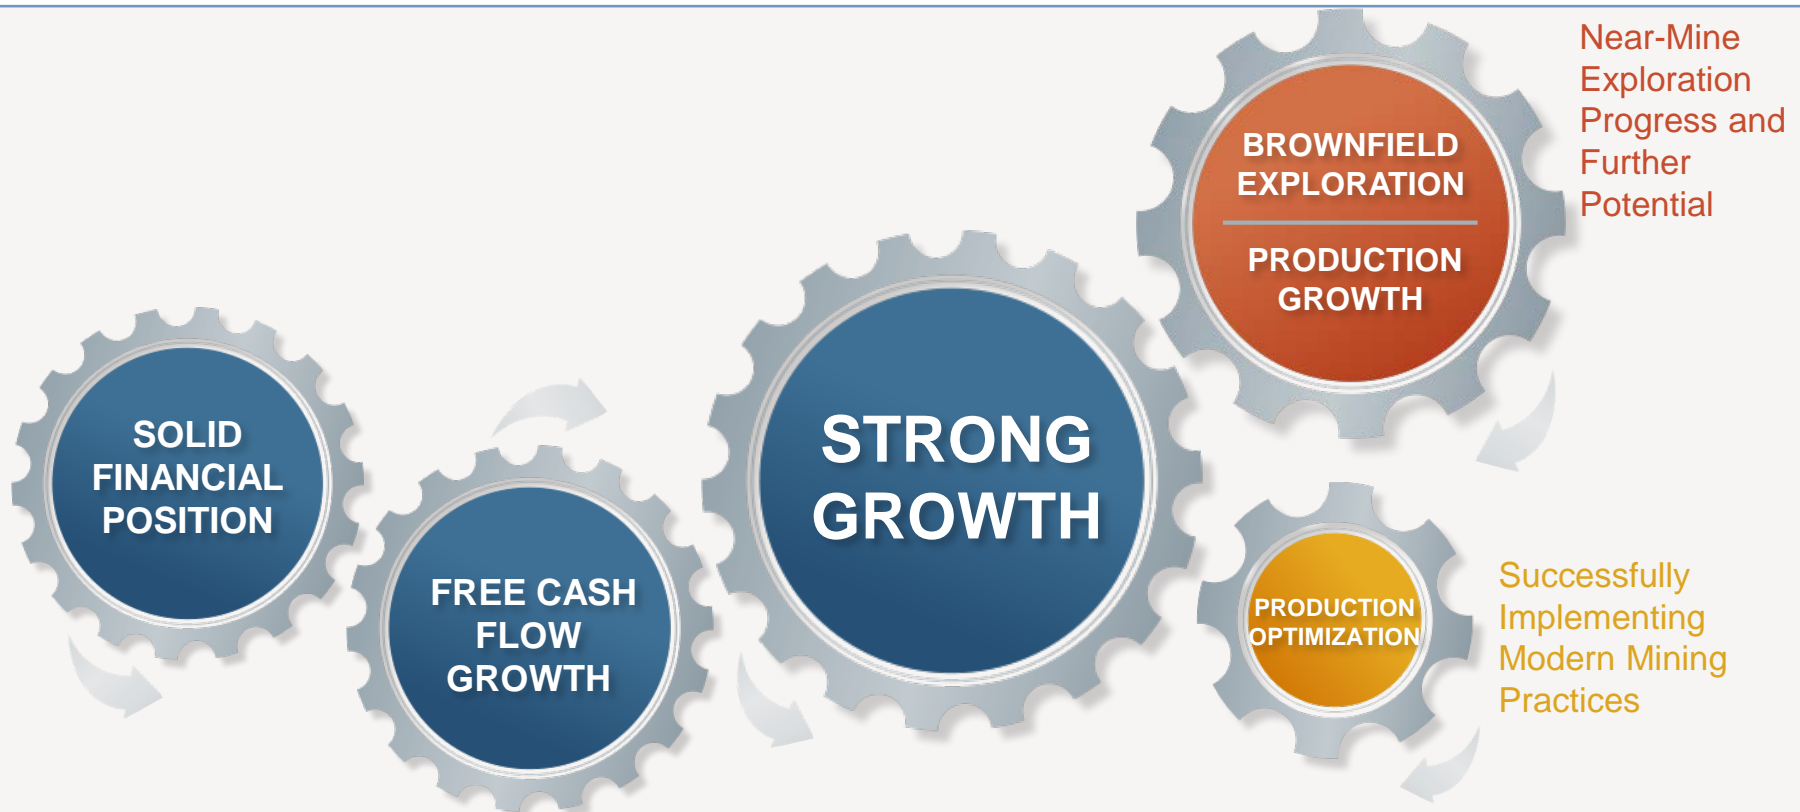 SOLID
FINANCIAL
POSITION
FREE CASH
FLOW
GROWTH
STRONG
GROWTH
BROWNFIELD
EXPLORATION
PRODUCTION
GROWTH
Near-Mine
Exploration
Progress and
Further
Potential
PRODUCTION
OPTIMIZATION
Successfully
Implementing
Modern Mining
Practices